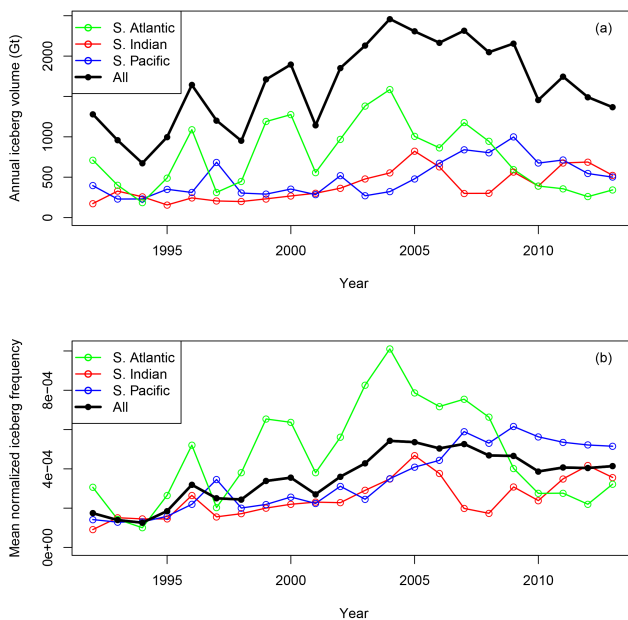 (a)
S. Atlantic
S. Indian
S. Pacific
All
Annual iceberg volume (Gt)
2000
1000
500
0
1995
2000
2005
2010
Year
(b)
S. Atlantic
S. Indian
S. Pacific
All
Mean normalized iceberg frequency
8e−04
4e−04
0e+00
1995
2000
2005
2010
Year